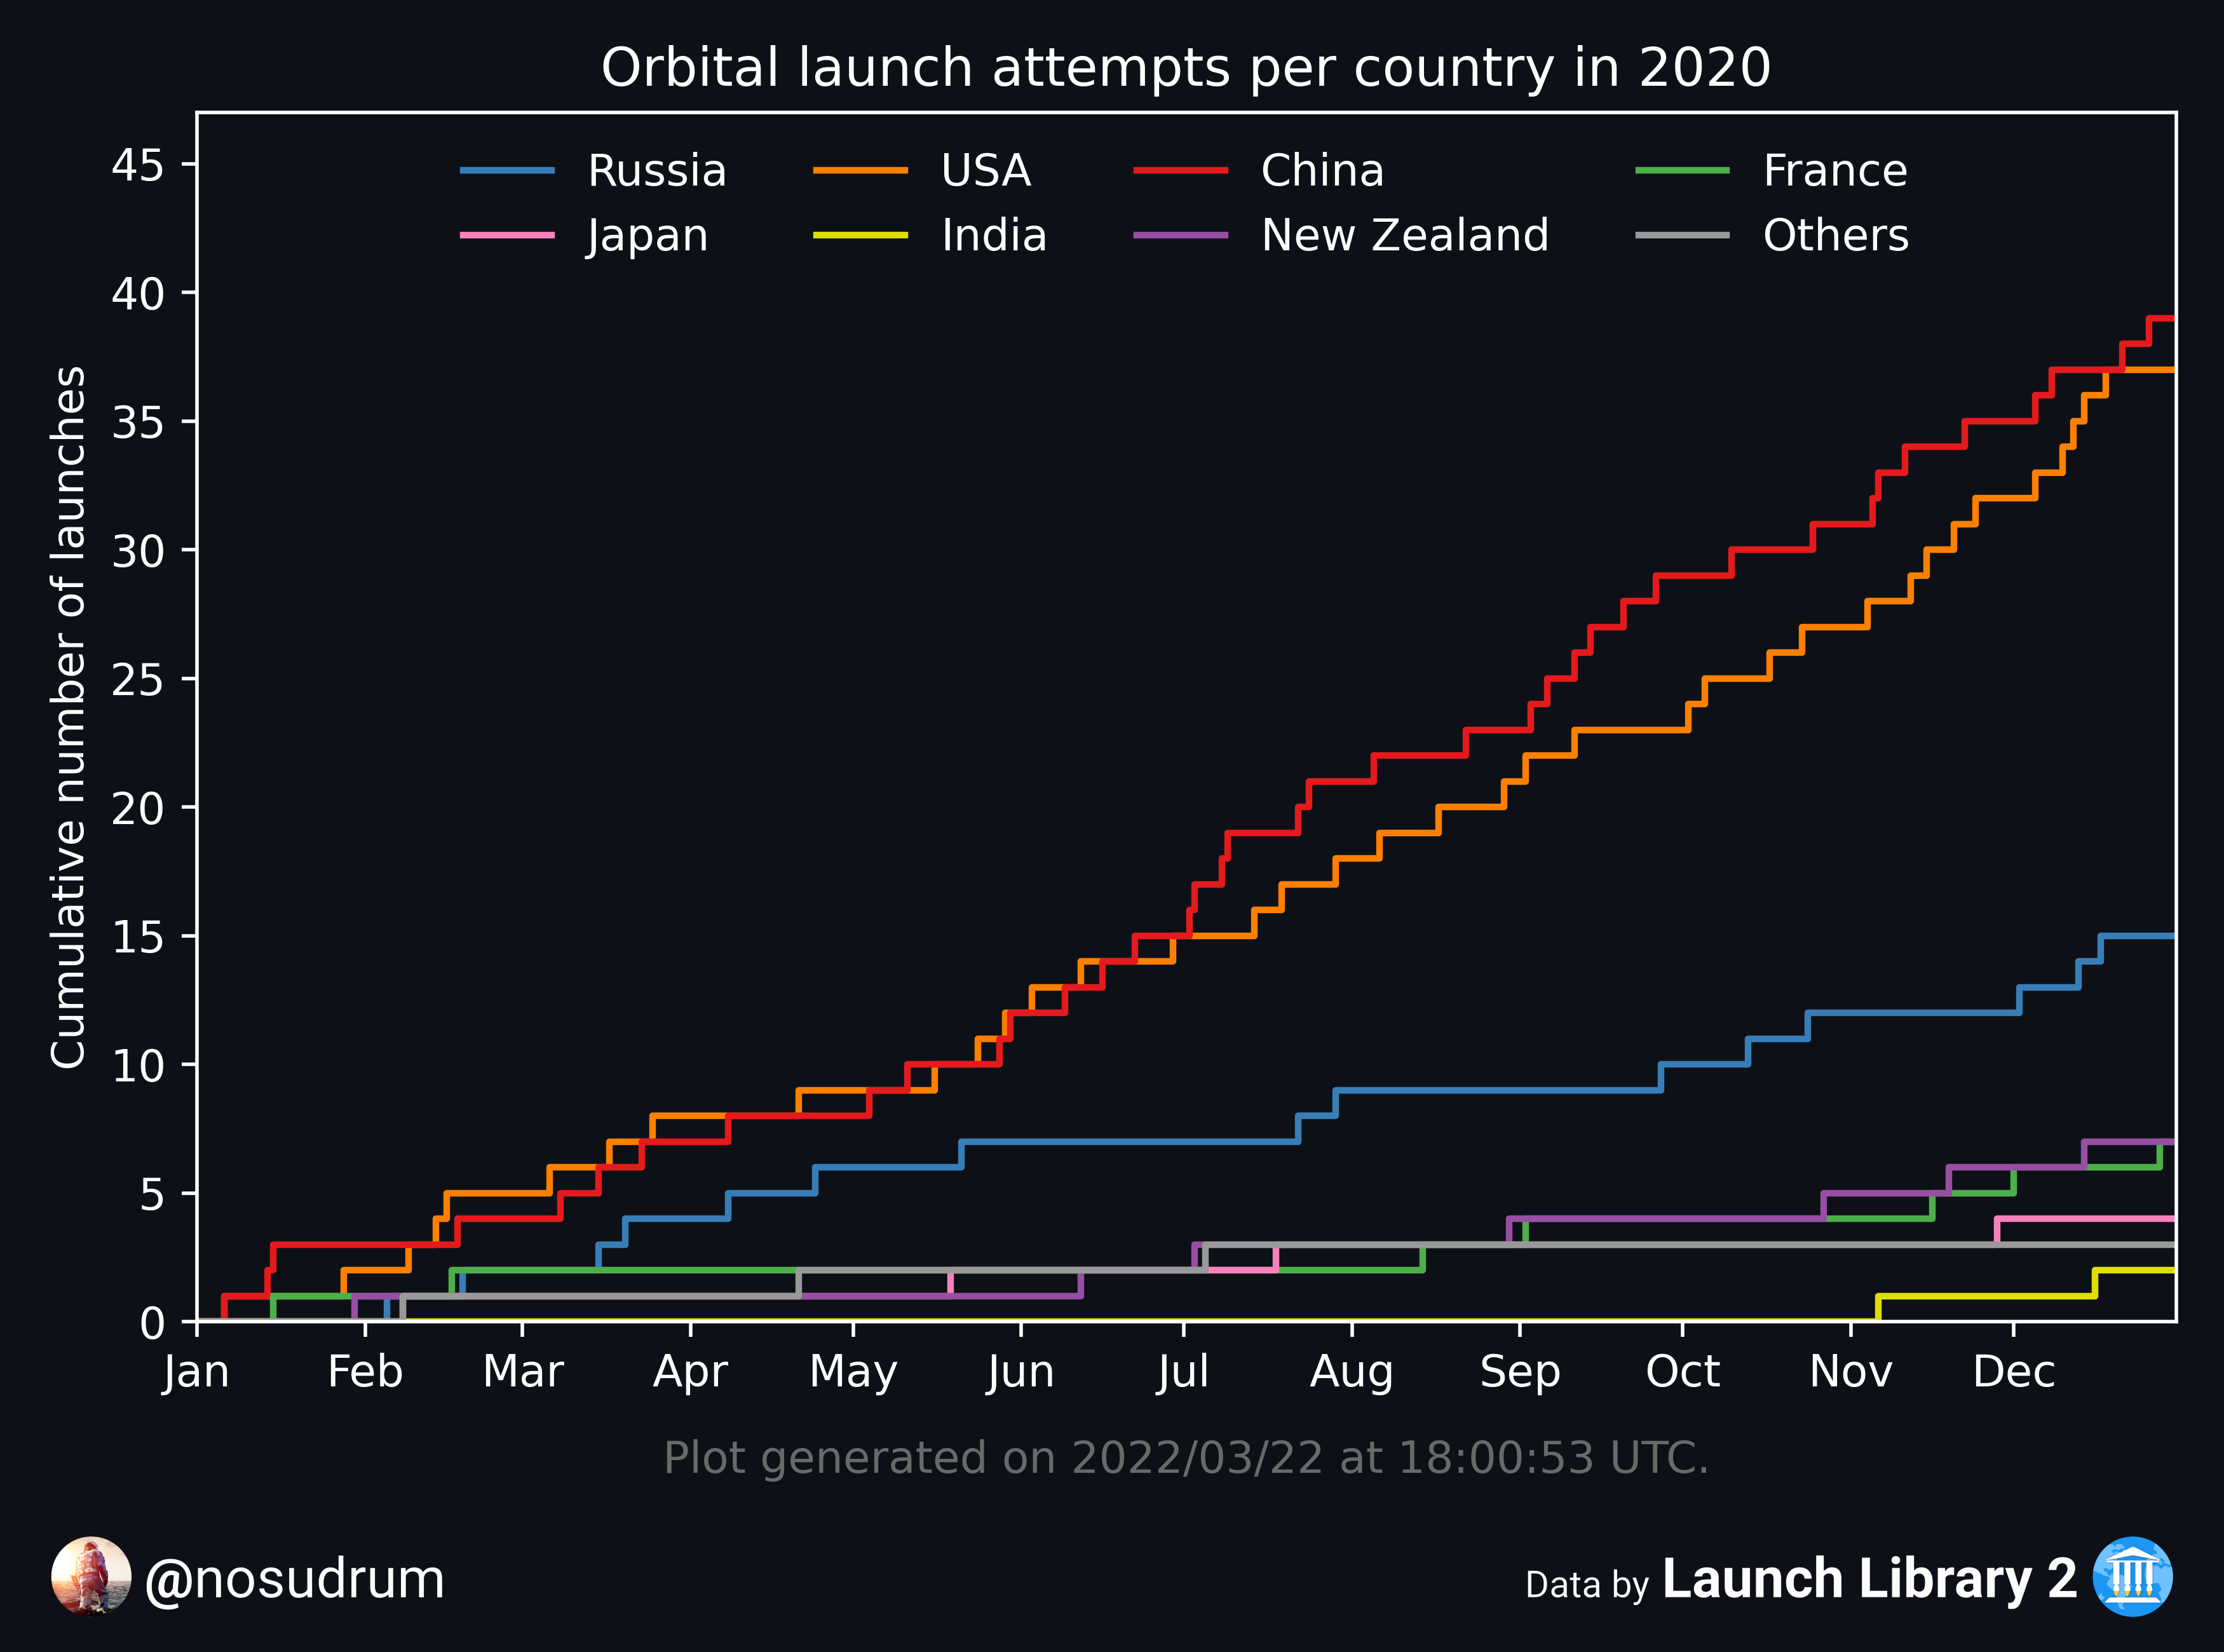 Orbital launch attempts per country in 2020
Russia USA China France
Japan India New Zealand Others
Cumulative number of launches
45
40
35
30
25
20
15
10
5
0
Jan Feb Mar Apr May Jun Jul Aug Sep Oct Nov Dec
Plot generated on 2022/03/22 at 18:00:53 UTC.
@nosudrum
Data by Launch Library 2